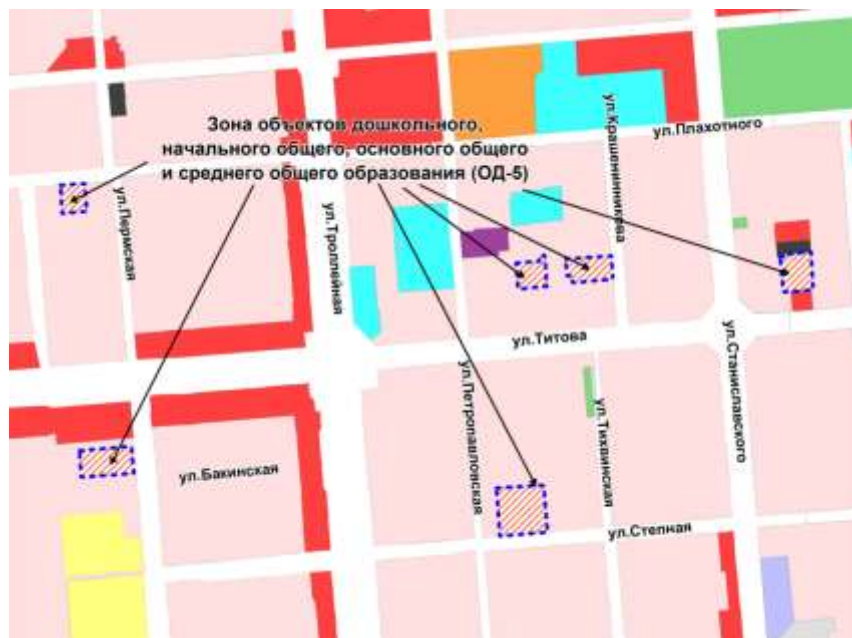 Зона объектов дошкольного,
начального общего, основного общего
и среднего общего образования (ОД-5)
ул.Плахотного
ул.Крашенинникова
ул.Пермская
ул.Троллейная
ул.Титова
ул.Станиславского
ул.Петропавловская
ул.Тихвинская
ул.Бакинская
ул.Степная